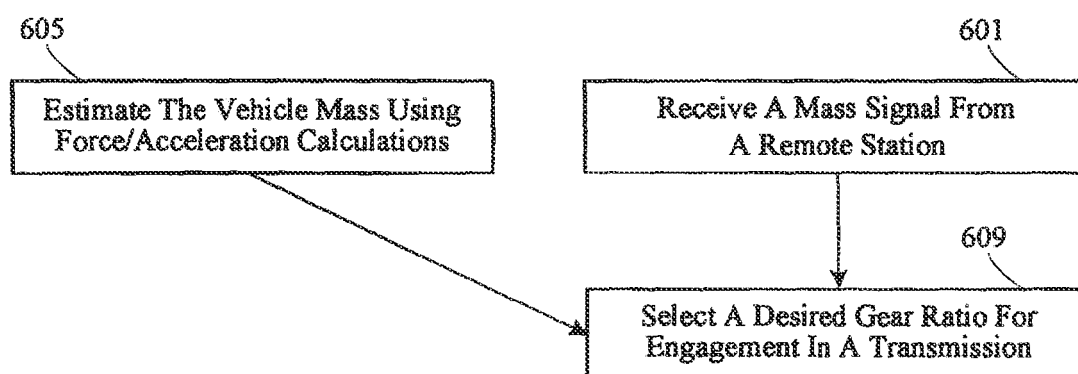 605
601
Estimate The Vehicle Mass Using
Force/Acceleration Calculations
Receive A Mass Signal From
A Remote Station
609
Select A Desired Gear Ratio For
Engagement In A Transmission